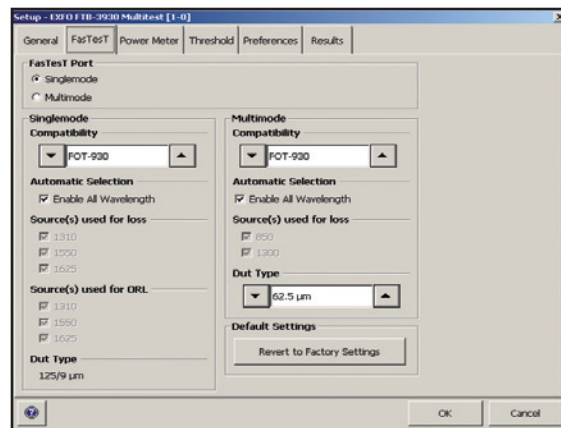 Setup - EXFO FTB-3930 Multitest [1-0]
General FasTesT Power Meter Threshold Preferences Results
FasTesT Port
Singlemode
Multimode
Singlemode
Compatibility
FOT-930
Automatic Selection
Enable All Wavelength
Source(s) used for loss
1310
1550
1625
Source(s) used for ORL
1310
1550
1625
Dut Type
125/9 µm
Multimode
Compatibility
FOT-930
Automatic Selection
Enable All Wavelength
Source(s) used for loss
850
1300
Dut Type
62.5 µm
Default Settings
Revert to Factory Settings
OK Cancel